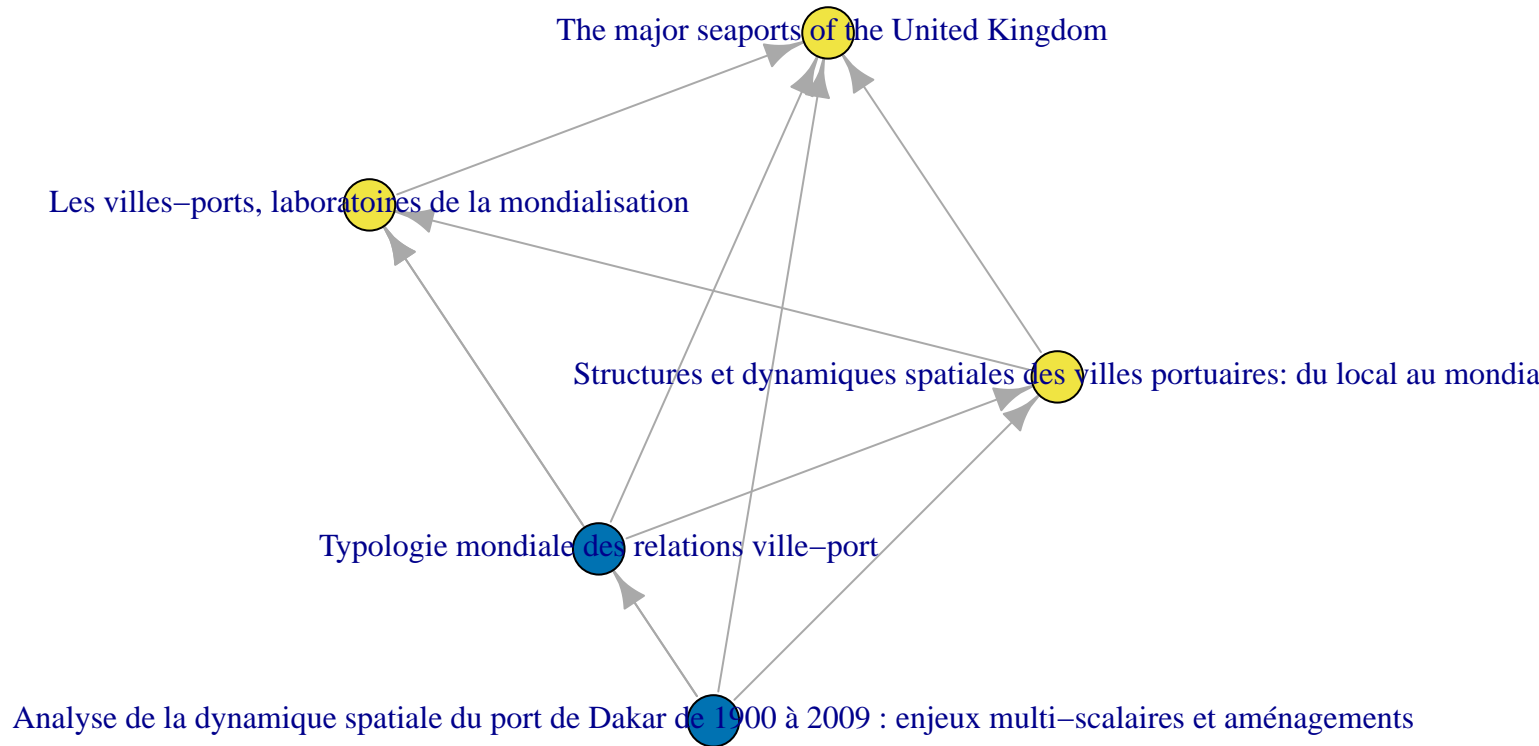 The major seaports of the United Kingdom
Les villes−ports, laboratoires de la mondialisation
Structures et dynamiques spatiales des villes portuaires: du local au mondia
Typologie mondiale des relations ville−port
Analyse de la dynamique spatiale du port de Dakar de 1900 à 2009 : enjeux multi−scalaires et aménagements